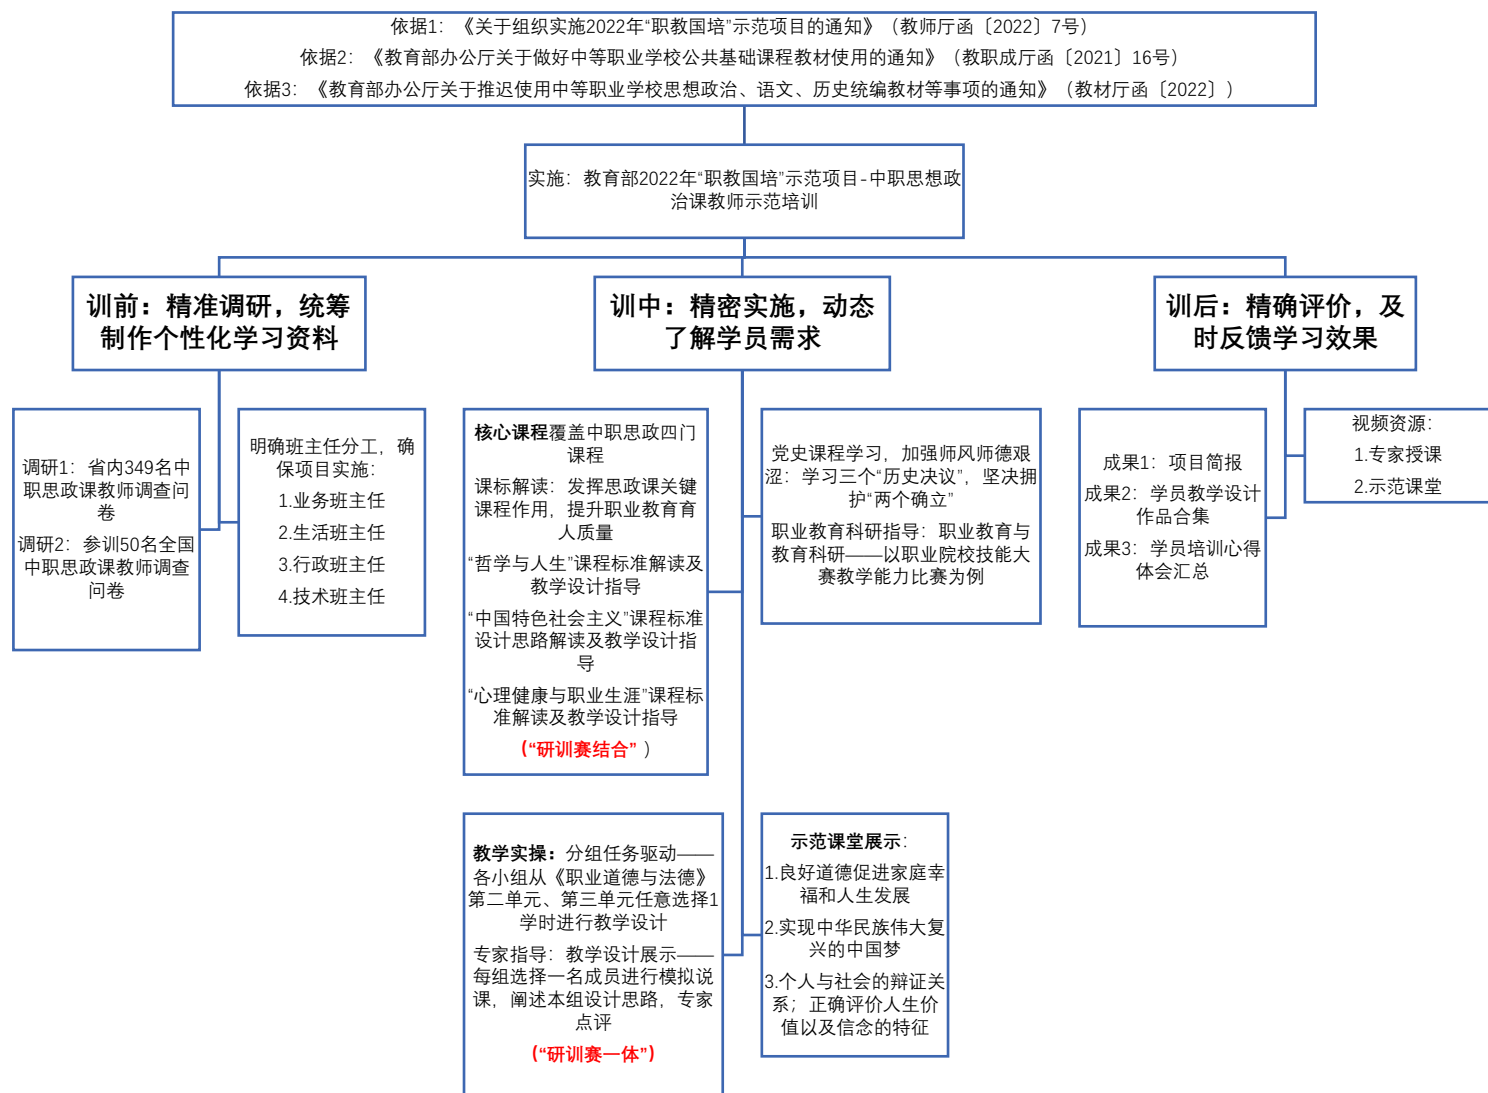 依据1：《关于组织实施2022年“职教国培”示范项目的通知》（教师厅函〔2022〕7号）
依据2：《教育部办公厅关于做好中等职业学校公共基础课程教材使用的通知》（教职成厅函〔2021〕16号）
依据3：《教育部办公厅关于推迟使用中等职业学校思想政治、语文、历史统编教材等事项的通知》（教材厅函〔2022〕）
实施：教育部2022年“职教国培”示范项目-中职思想政
治课教师示范培训
训前：精准调研，统筹
制作个性化学习资料
训中：精密实施，动态
了解学员需求
训后：精确评价，及
时反馈学习效果
调研1：省内349名中
职思政课教师调查问
卷
调研2：参训50名全国
中职思政课教师调查
问卷
明确班主任分工，确
保项目实施：
1.业务班主任
2.生活班主任
3.行政班主任
4.技术班主任
核心课程覆盖中职思政四门
课程
课标解读：发挥思政课关键
课程作用，提升职业教育育
人质量
“哲学与人生”课程标准解读及
教学设计指导
“中国特色社会主义”课程标准
设计思路解读及教学设计指
导
“心理健康与职业生涯”课程标
准解读及教学设计指导
（“研训赛结合” ）
党史课程学习，加强师风师德艰
涩：学习三个“历史决议”，坚决拥
护“两个确立”
职业教育科研指导：职业教育与
教育科研——以职业院校技能大
赛教学能力比赛为例
成果1：项目简报
成果2：学员教学设计
作品合集
成果3：学员培训心得
体会汇总
视频资源：
1.专家授课
2.示范课堂
教学实操：分组任务驱动——
各小组从《职业道德与法德》
第二单元、第三单元任意选择1
学时进行教学设计
专家指导：教学设计展示——
每组选择一名成员进行模拟说
课，阐述本组设计思路，专家
点评
（“研训赛一体”）
示范课堂展示：
1.良好道德促进家庭幸
福和人生发展
2.实现中华民族伟大复
兴的中国梦
3.个人与社会的辩证关
系；正确评价人生价
值以及信念的特征